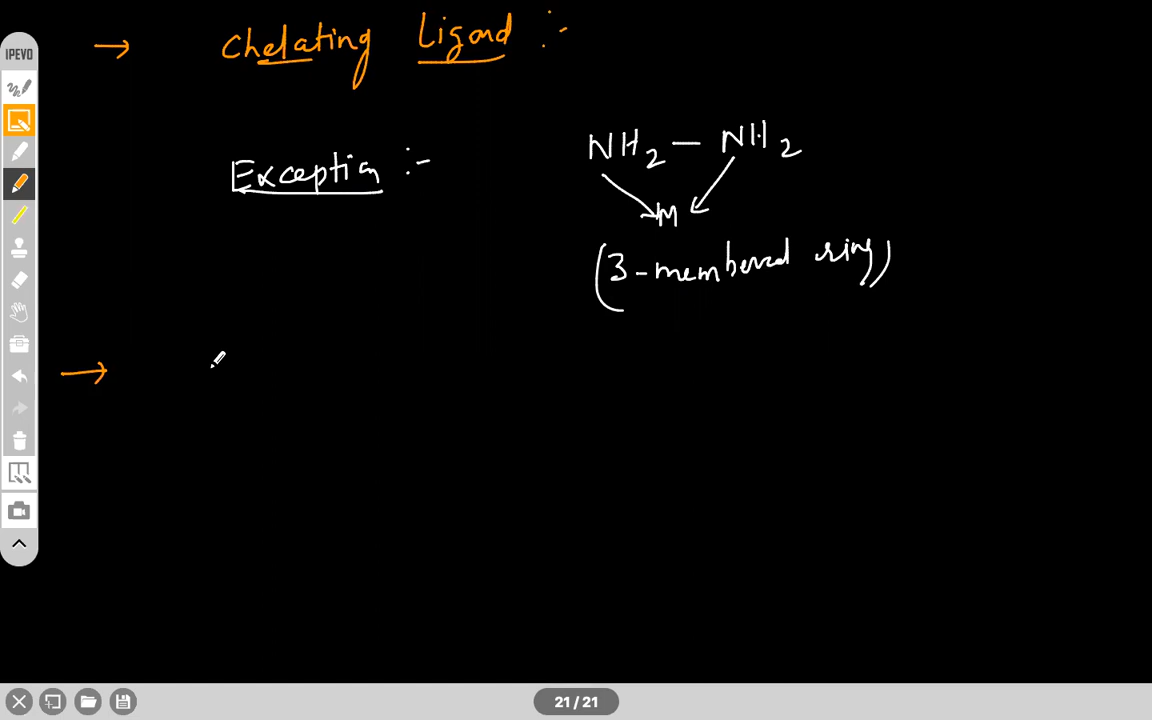 IPEVO
→ Chelating Ligand :-
Exception :-
NH2 - NH2
M
(3-membered ring)
→
21 / 21